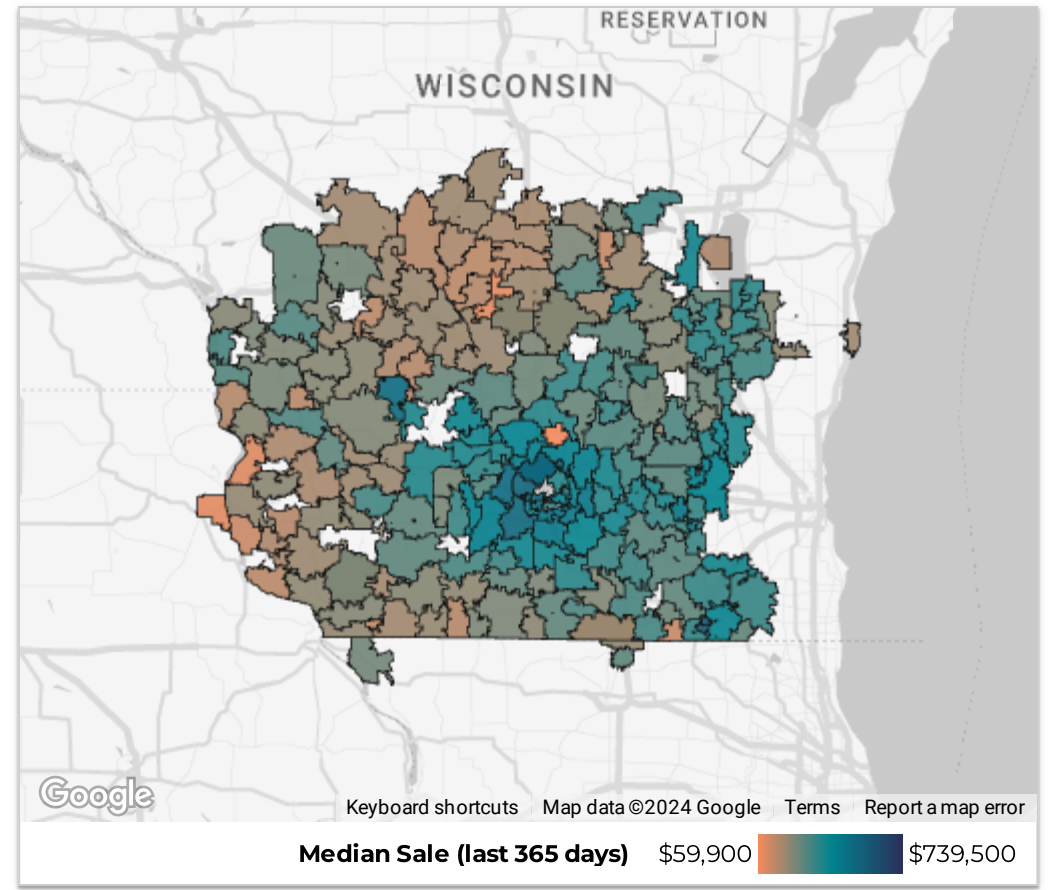 RESERVATION
WISCONSIN
Google
Keyboard shortcuts Map data ©2024 Google Terms Report a map error
Median Sale (last 365 days) $59,900 $739,500